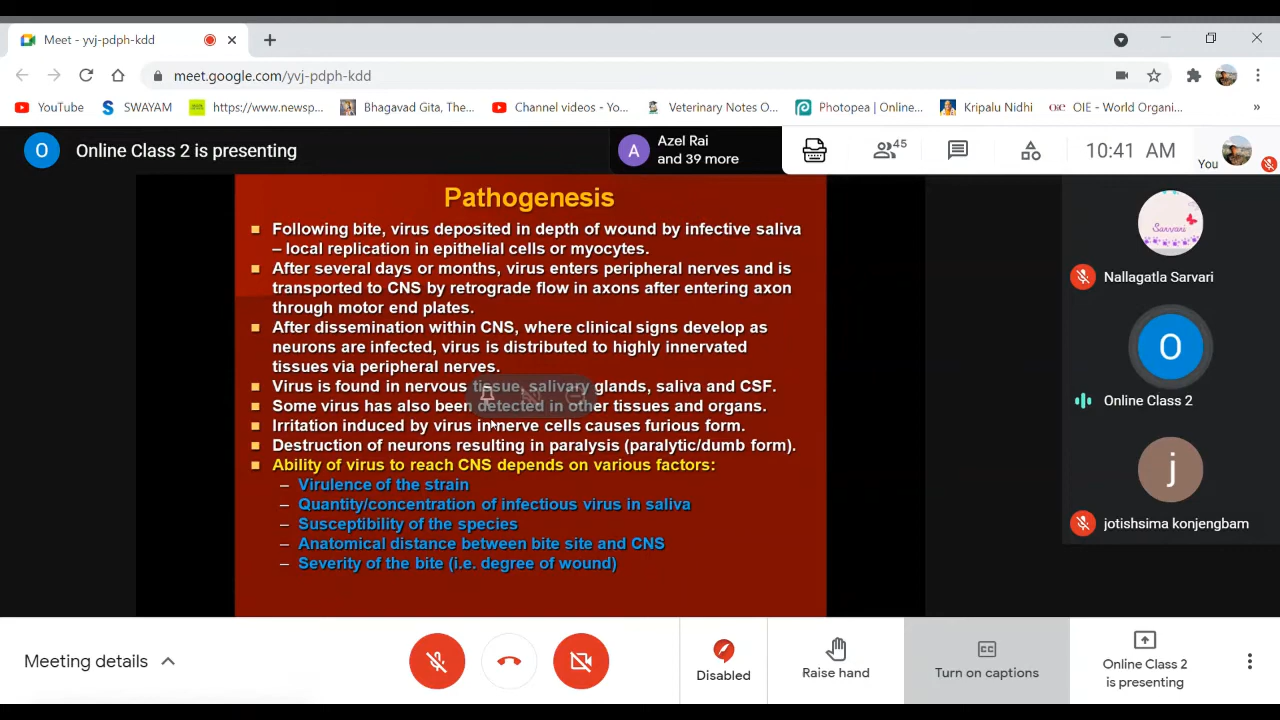 Meet - yvj-pdph-kdd
meet.google.com/yvj-pdph-kdd
YouTube
SWAYAM
https://www.newsp...
Bhagavad Gita, The...
Channel videos - Yo...
Veterinary Notes O...
Photopea | Online...
Kripalu Nidhi
OIE - World Organi...
»
O
Online Class 2 is presenting
A
Azel Rai
and 39 more
45
10:41 AM
You
Pathogenesis
Following bite, virus deposited in depth of wound by infective saliva
– local replication in epithelial cells or myocytes.
After several days or months, virus enters peripheral nerves and is
transported to CNS by retrograde flow in axons after entering axon
through motor end plates.
After dissemination within CNS, where clinical signs develop as
neurons are infected, virus is distributed to highly innervated
tissues via peripheral nerves.
Virus is found in nervous tissue, salivary glands, saliva and CSF.
Some virus has also been detected in other tissues and organs.
Irritation induced by virus in nerve cells causes furious form.
Destruction of neurons resulting in paralysis (paralytic/dumb form).
Ability of virus to reach CNS depends on various factors:
– Virulence of the strain
– Quantity/concentration of infectious virus in saliva
– Susceptibility of the species
– Anatomical distance between bite site and CNS
– Severity of the bite (i.e. degree of wound)
Sarvari
Nallagatla Sarvari
O
Online Class 2
j
jotishsima konjengbam
Meeting details
Disabled
Raise hand
CC
Turn on captions
Online Class 2
is presenting